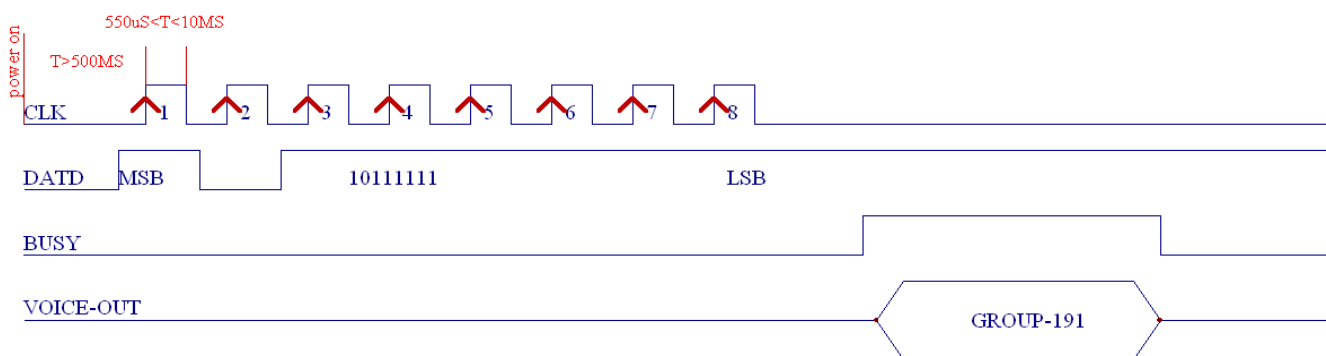 550uS<T<10MS
power on
T>500MS
CLK 1 2 3 4 5 6 7 8
DATD MSB 10111111 LSB
BUSY
VOICE-OUT GROUP-191